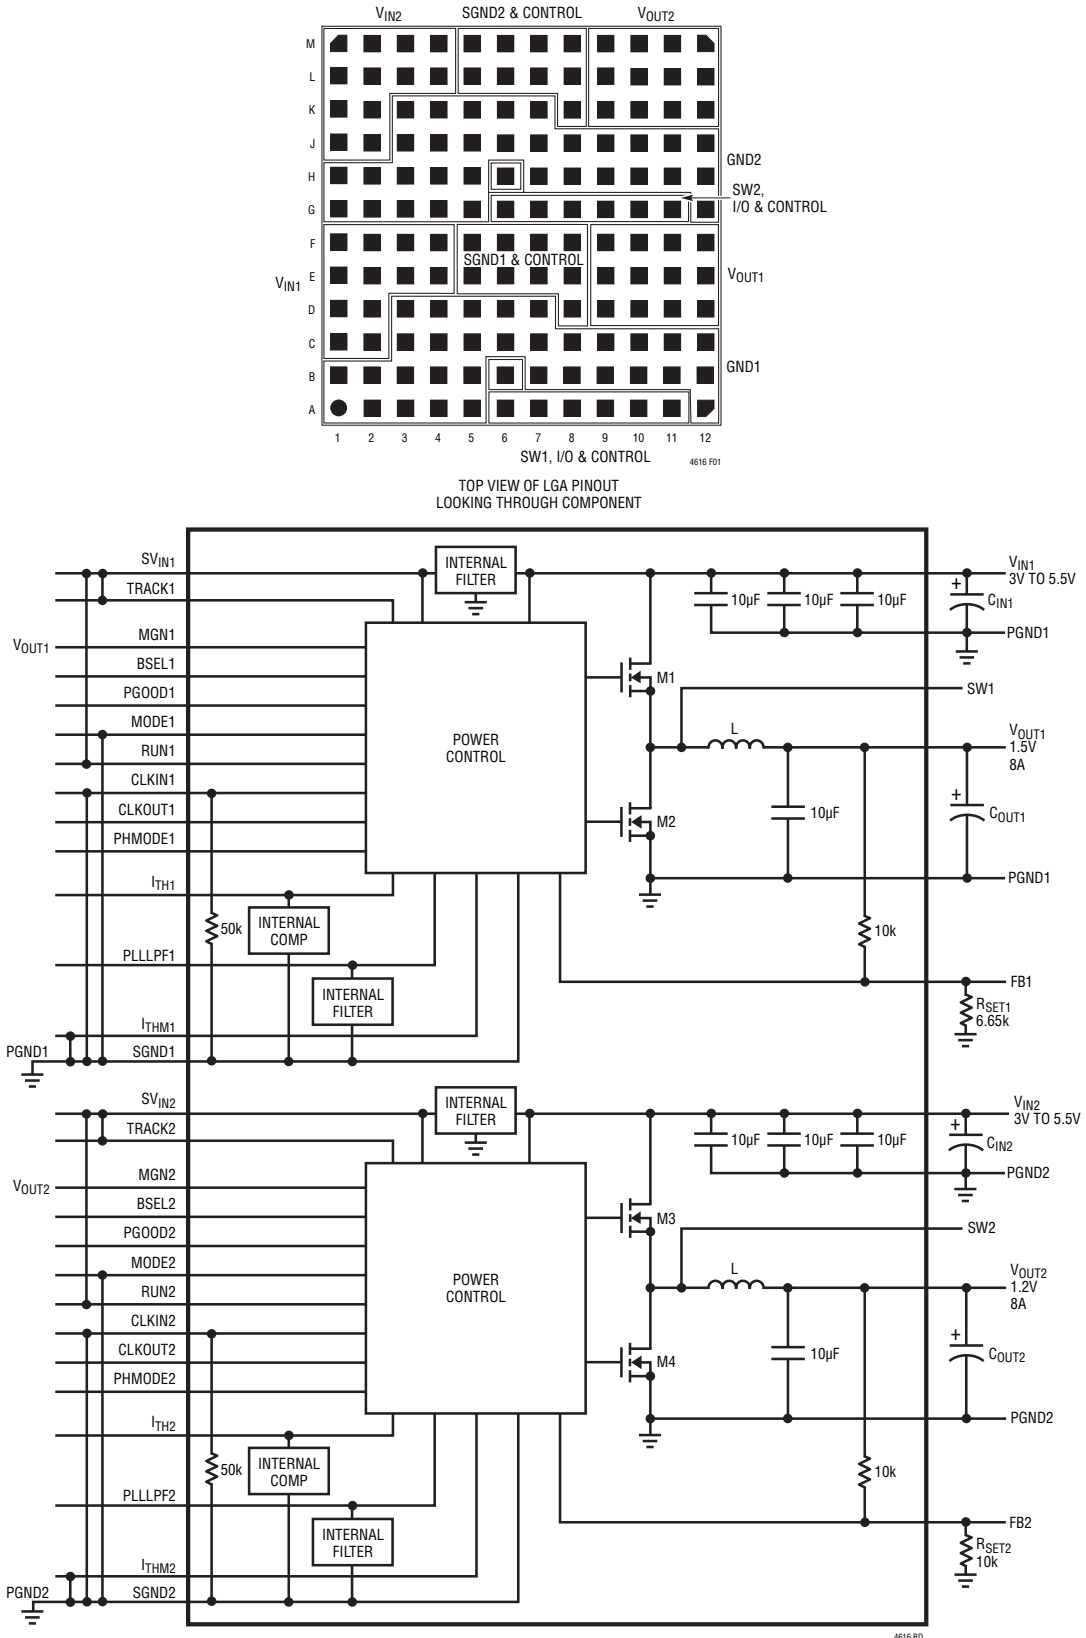 VIN2 SGND2 & CONTROL VOUT2
M
L
K
J
GND2
H
SW2,
G
I/O & CONTROL
F
SGND1 & CONTROL
VIN1 E VOUT1
D
C
GND1
B
A
1 2 3 4 5 6 7 8 9 10 11 12
SW1, I/O & CONTROL
4616 F01
TOP VIEW OF LGA PINOUT
LOOKING THROUGH COMPONENT
SVIN1
INTERNAL
FILTER
VIN1
3V TO 5.5V
TRACK1
10µF 10µF 10µF
+
CIN1
MGN1
PGND1
VOUT1
BSEL1
M1
PGOOD1
SW1
MODE1
POWER
CONTROL
L
VOUT1
1.5V
8A
RUN1
CLKIN1
CLKOUT1
10µF
+
COUT1
M2
PHMODE1
ITH1
PGND1
50k
INTERNAL
COMP
10k
PLLLPF1
INTERNAL
FILTER
FB1
RSET1
6.65k
ITHM1
PGND1
SGND1
SVIN2
INTERNAL
FILTER
VIN2
3V TO 5.5V
TRACK2
10µF 10µF 10µF
+
CIN2
MGN2
PGND2
VOUT2
BSEL2
M3
PGOOD2
SW2
MODE2
POWER
CONTROL
L
VOUT2
1.2V
8A
RUN2
CLKIN2
CLKOUT2
10µF
+
COUT2
M4
PHMODE2
ITH2
PGND2
50k
INTERNAL
COMP
10k
PLLLPF2
INTERNAL
FILTER
FB2
RSET2
10k
ITHM2
PGND2
SGND2
4616 BD